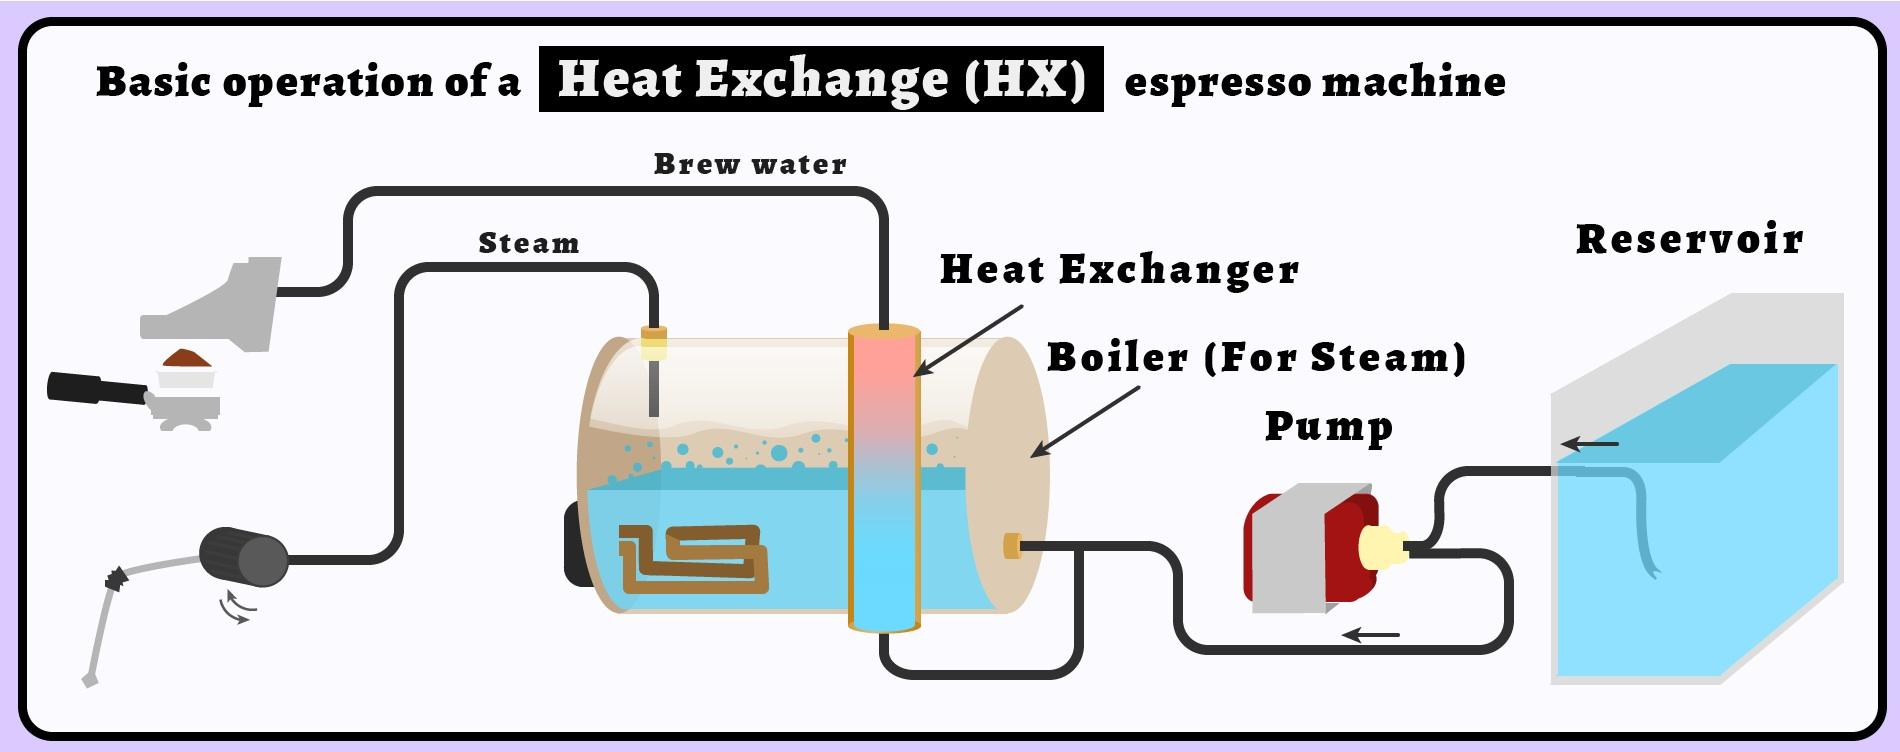 Basic operation of a Heat Exchange (HX) espresso machine
Brew water
Steam
Heat Exchanger
Reservoir
Boiler (For Steam)
Pump